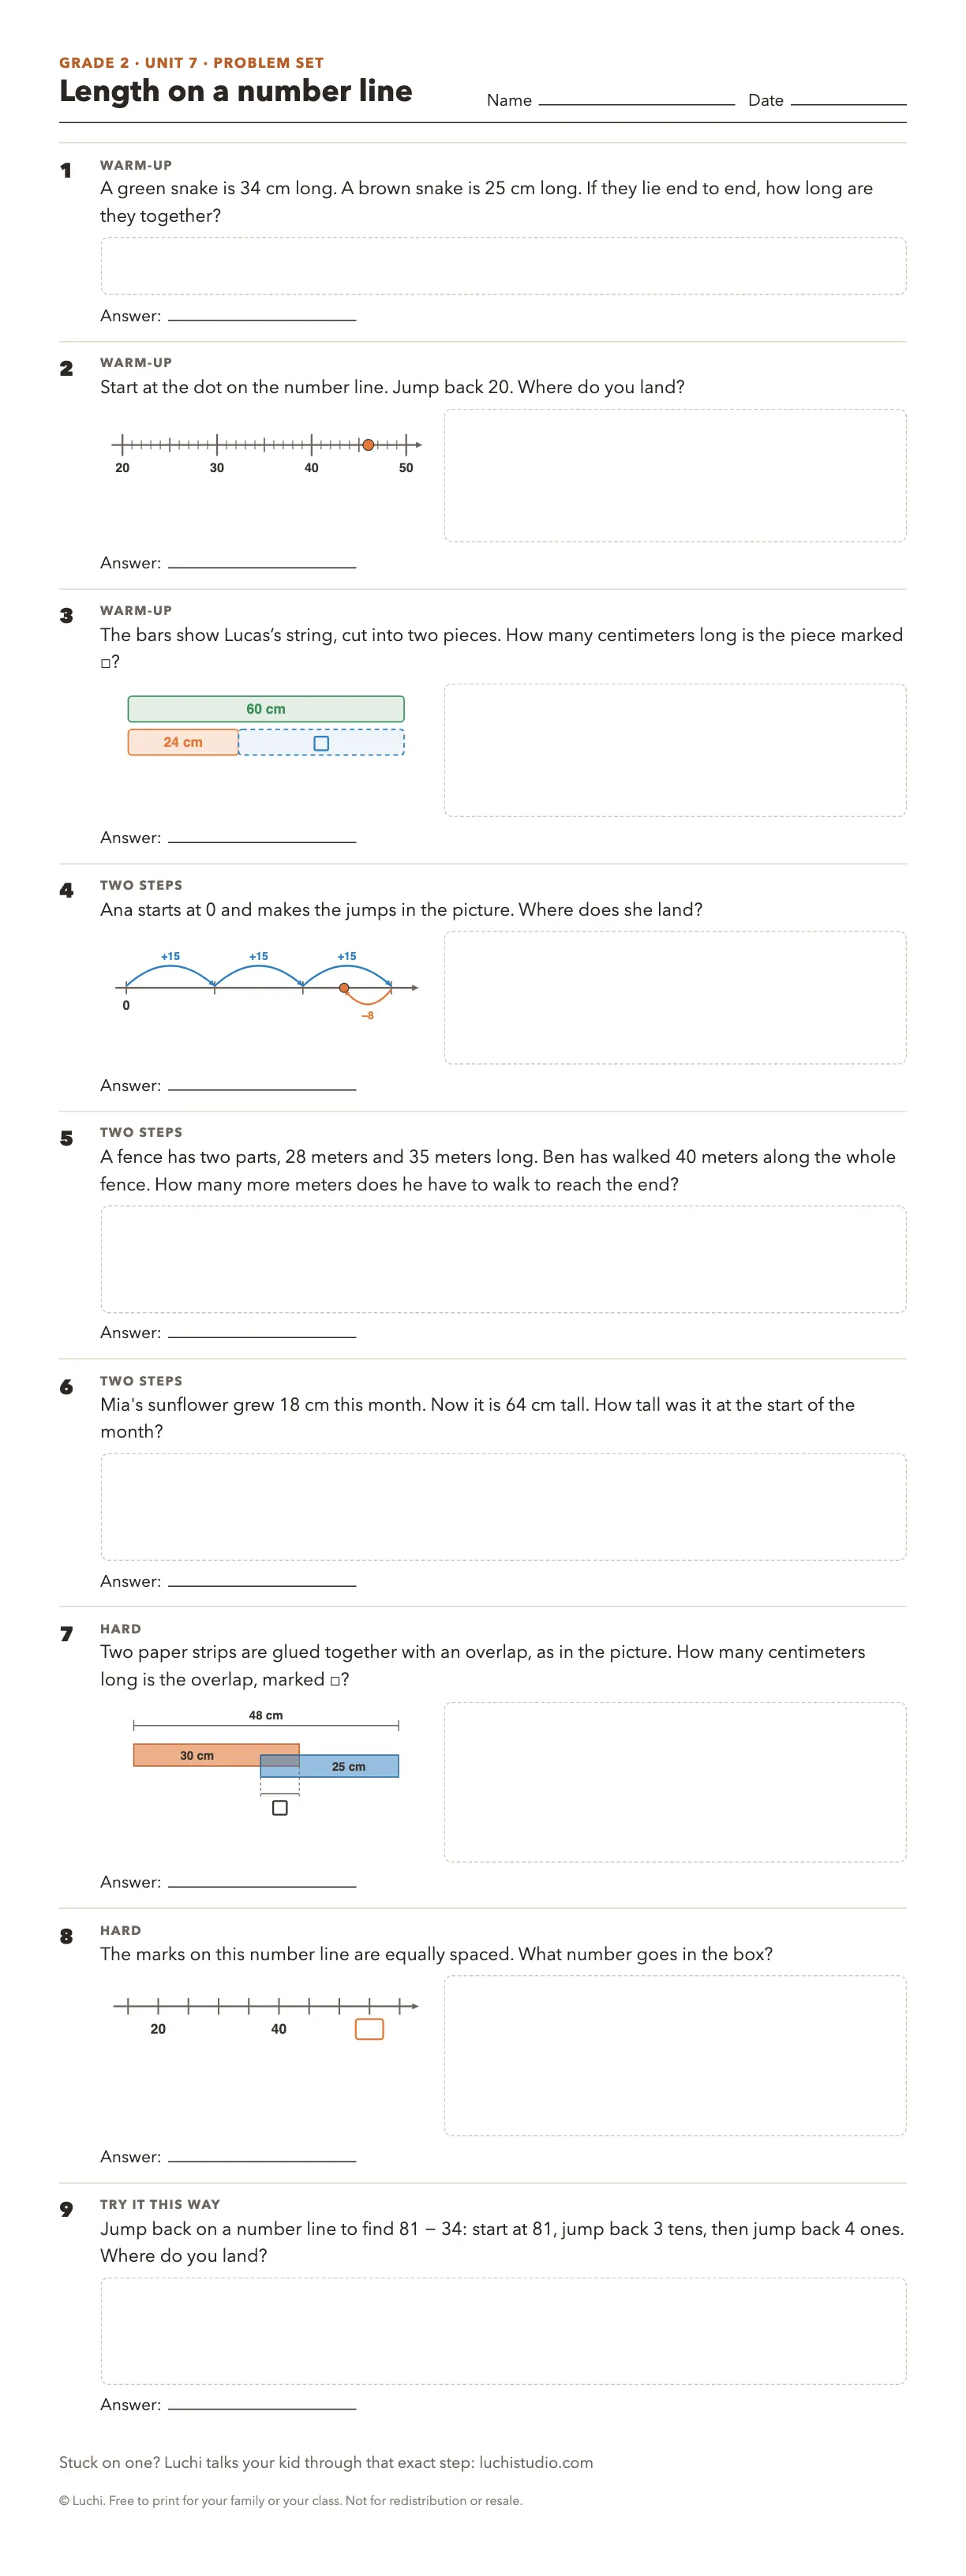 GRADE 2 · UNIT 7 · PROBLEM SET
Length on a number line
Name
Date
1
WARM-UP
A green snake is 34 cm long. A brown snake is 25 cm long. If they lie end to end, how long are
they together?
Answer:
2
WARM-UP
Start at the dot on the number line. Jump back 20. Where do you land?
20 30 40 50
Answer:
3
WARM-UP
The bars show Lucas’s string, cut into two pieces. How many centimeters long is the piece marked
□?
60 cm
24 cm
Answer:
4
TWO STEPS
Ana starts at 0 and makes the jumps in the picture. Where does she land?
+15 +15 +15
0
−8
Answer:
5
TWO STEPS
A fence has two parts, 28 meters and 35 meters long. Ben has walked 40 meters along the whole
fence. How many more meters does he have to walk to reach the end?
Answer:
6
TWO STEPS
Mia's sunflower grew 18 cm this month. Now it is 64 cm tall. How tall was it at the start of the
month?
Answer:
7
HARD
Two paper strips are glued together with an overlap, as in the picture. How many centimeters
long is the overlap, marked □?
48 cm
30 cm
25 cm
Answer:
8
HARD
The marks on this number line are equally spaced. What number goes in the box?
20 40
Answer:
9
TRY IT THIS WAY
Jump back on a number line to find 81 − 34: start at 81, jump back 3 tens, then jump back 4 ones.
Where do you land?
Answer:
Stuck on one? Luchi talks your kid through that exact step: luchistudio.com
© Luchi. Free to print for your family or your class. Not for redistribution or resale.